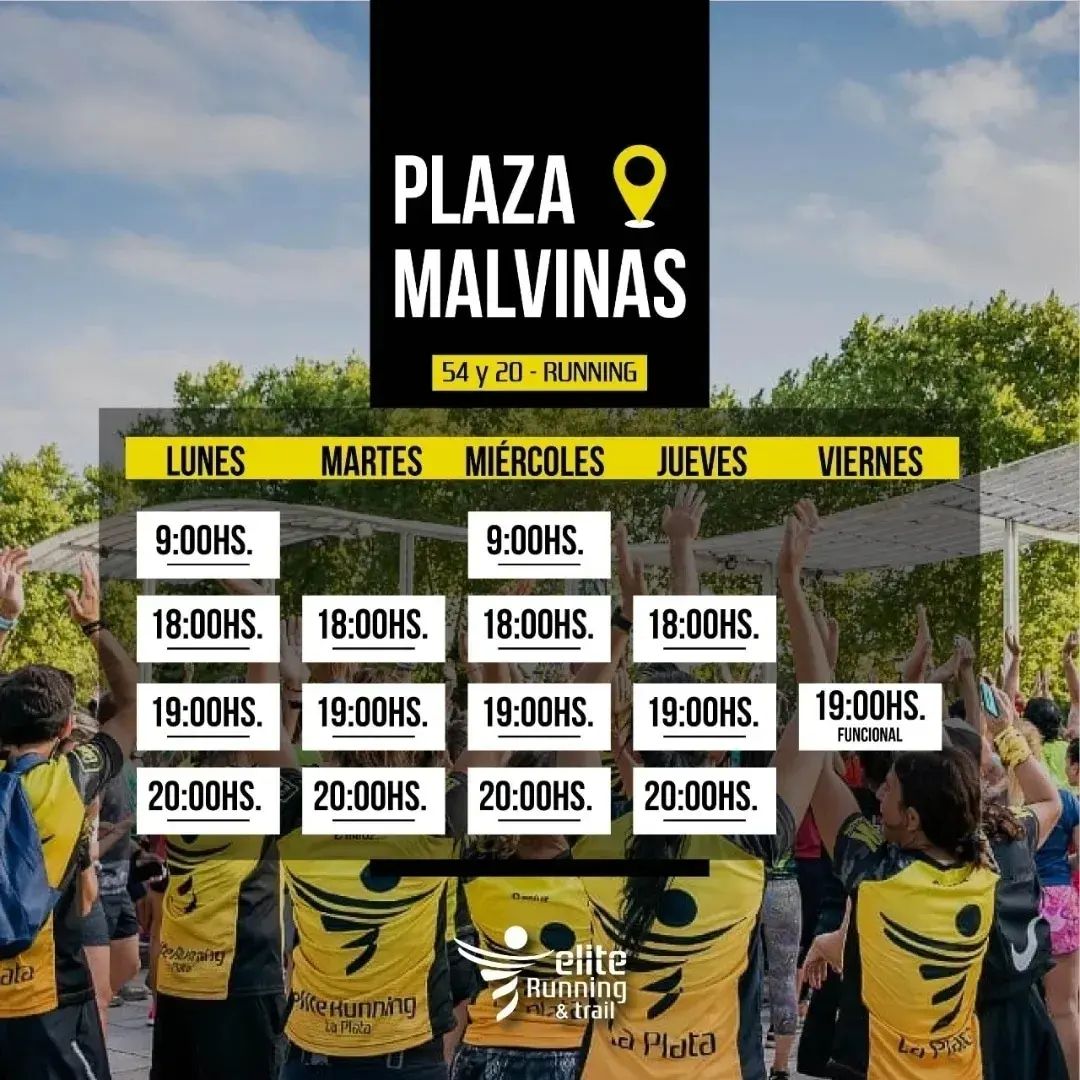 PLAZA
MALVINAS
54 y 20 - RUNNING
LUNES MARTES MIÉRCOLES JUEVES VIERNES
9:00HS. 9:00HS.
18:00HS. 18:00HS. 18:00HS. 18:00HS.
19:00HS. 19:00HS. 19:00HS. 19:00HS. 19:00HS.
FUNCIONAL
20:00HS. 20:00HS. 20:00HS. 20:00HS.
elite
Running
& trail
La Plata
elite Running
La Plata
La Plata